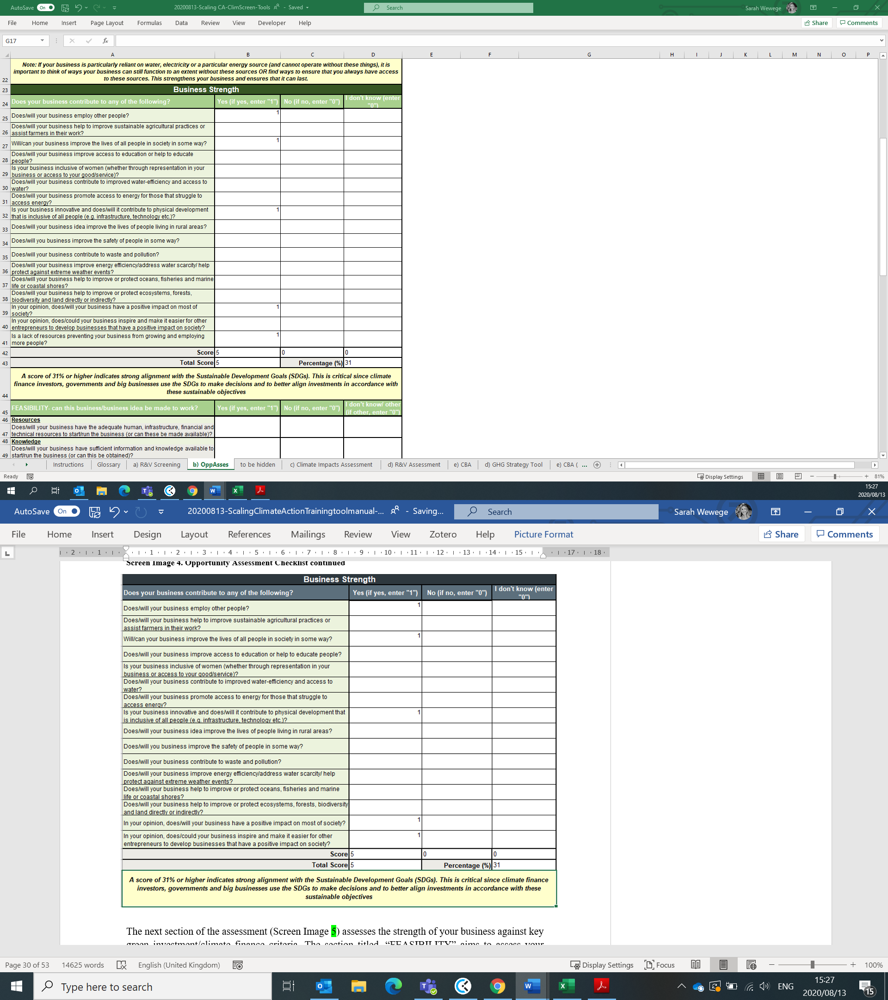 AutoSave On 20200813-Scaling CA-ClimScreen-Tools - Saved Search Sarah Wewege
File Home Insert Page Layout Formulas Data Review View Developer Help Share Comments
G17 fx
A B C D E F G H I J K L M N O P
Note: If your business is particularly reliant on water, electricity or a particular energy source (and cannot operate without these things), it is
important to think of ways your business can still function to an extent without these sources OR find ways to ensure that you always have access
22 to these sources. This strengthens your business and ensures that it can last.
23 Business Strength
24 Does your business contribute to any of the following? Yes (if yes, enter "1") No (if no, enter "0") I don't know (enter "0")
25 Does/will your business employ other people? 1
Does/will your business help to improve sustainable agricultural practices or
26 assist farmers in their work?
27 Will/can your business improve the lives of all people in society in some way? 1
Does/will your business improve access to education or help to educate
28 people?
Is your business inclusive of women (whether through representation in your
29 business or access to your good/service)?
Does/will your business contribute to improved water-efficiency and access to
30 water?
Does/will your business promote access to energy for those that struggle to
31 access energy?
Is your business innovative and does/will it contribute to physical development 1
32 that is inclusive of all people (e.g. infrastructure, technology etc.)?
33 Does/will your business idea improve the lives of people living in rural areas?
34 Does/will you business improve the safety of people in some way?
35 Does/will your business contribute to waste and pollution?
Does/will your business improve energy efficiency/address water scarcity/ help
36 protect against extreme weather events?
Does/will your business help to improve or protect oceans, fisheries and marine
37 life or coastal shores?
Does/will your business help to improve or protect ecosystems, forests,
38 biodiversity and land directly or indirectly?
In your opinion, does/will your business have a positive impact on most of 1
39 society?
In your opinion, does/could your business inspire and make it easier for other
40 entrepreneurs to develop businesses that have a positive impact on society?
Is a lack of resources preventing your business from growing and employing 1
41 more people?
42 Score 5 0 0
43 Total Score 5 Percentage (%) 31
A score of 31% or higher indicates strong alignment with the Sustainable Development Goals (SDGs). This is critical since climate
finance investors, governments and big businesses use the SDGs to make decisions and to better align investments in accordance with
44 these sustainable objectives
45 FEASIBILITY- can this business/business idea be made to work? Yes (if yes, enter "1") No (if no, enter "0") I don't know/ other (if other, enter "0")
46 Resources
Does/will your business have the adequate human, infrastructure, financial and
47 technical resources to start/run the business (or can these be made available)?
48 Knowledge
Does/will your business have sufficient information and knowledge available to
49 start/run the business (or can this be obtained)?
Instructions Glossary a) R&V Screening b) OppAsses to be hidden c) Climate Impacts Assessment d) R&V Assessment e) CBA d) GHG Strategy Tool e) CBA ( ...
Ready Display Settings 81%
15:27
2020/08/13
AutoSave On 20200813-ScalingClimateActionTrainingtoolmanual-... - Saving... Search Sarah Wewege
File Home Insert Design Layout References Mailings Review View Zotero Help Picture Format Share Comments
2 1 1 2 3 4 5 6 7 8 9 10 11 12 13 14 15 17 18
Screen Image 4. Opportunity Assessment Checklist continued
Business Strength
Does your business contribute to any of the following? Yes (if yes, enter "1") No (if no, enter "0") I don't know (enter "0")
Does/will your business employ other people? 1
Does/will your business help to improve sustainable agricultural practices or
assist farmers in their work?
Will/can your business improve the lives of all people in society in some way? 1
Does/will your business improve access to education or help to educate people?
Is your business inclusive of women (whether through representation in your
business or access to your good/service)?
Does/will your business contribute to improved water-efficiency and access to
water?
Does/will your business promote access to energy for those that struggle to
access energy?
Is your business innovative and does/will it contribute to physical development that 1
is inclusive of all people (e.g. infrastructure, technology etc.)?
Does/will your business idea improve the lives of people living in rural areas?
Does/will you business improve the safety of people in some way?
Does/will your business contribute to waste and pollution?
Does/will your business improve energy efficiency/address water scarcity/ help
protect against extreme weather events?
Does/will your business help to improve or protect oceans, fisheries and marine
life or coastal shores?
Does/will your business help to improve or protect ecosystems, forests, biodiversity
and land directly or indirectly?
In your opinion, does/will your business have a positive impact on most of society? 1
In your opinion, does/could your business inspire and make it easier for other 1
entrepreneurs to develop businesses that have a positive impact on society?
Score 5 0 0
Total Score 5 Percentage (%) 31
A score of 31% or higher indicates strong alignment with the Sustainable Development Goals (SDGs). This is critical since climate finance
investors, governments and big businesses use the SDGs to make decisions and to better align investments in accordance with these
sustainable objectives
The next section of the assessment (Screen Image 5) assesses the strength of your business against key
green investment/climate finance criteria. The section titled, "FEASIBILITY" aims to assess your
Page 30 of 53 14625 words English (United Kingdom) Display Settings Focus 100%
Type here to search ENG 15:27
2020/08/13 15